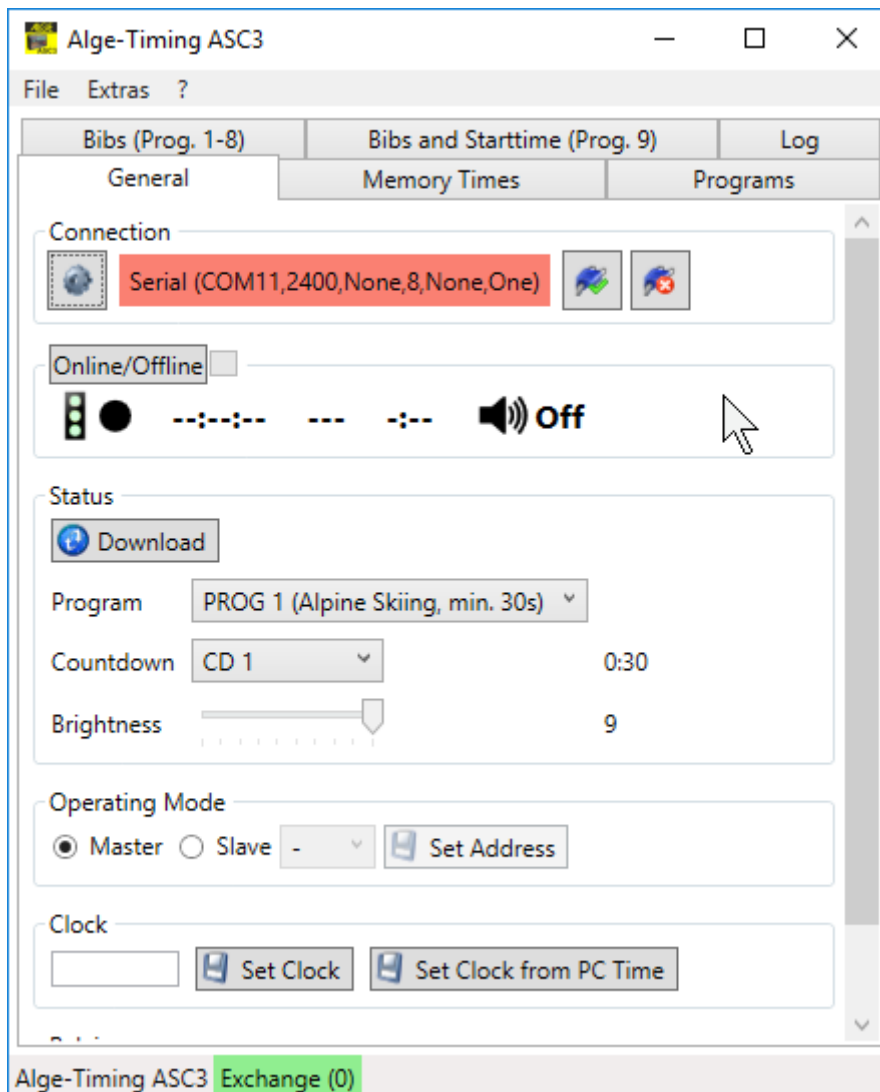 Alge-Timing ASC3
File Extras ?
Bibs (Prog. 1-8) Bibs and Starttime (Prog. 9) Log
General Memory Times Programs
Connection
Serial (COM11,2400,None,8,None,One)
Online/Offline
--:--:-- --- -:-- Off
Status
Download
Program PROG 1 (Alpine Skiing, min. 30s)
Countdown CD 1 0:30
Brightness 9
Operating Mode
Master Slave - Set Address
Clock
Set Clock Set Clock from PC Time
Alge-Timing ASC3 Exchange (0)